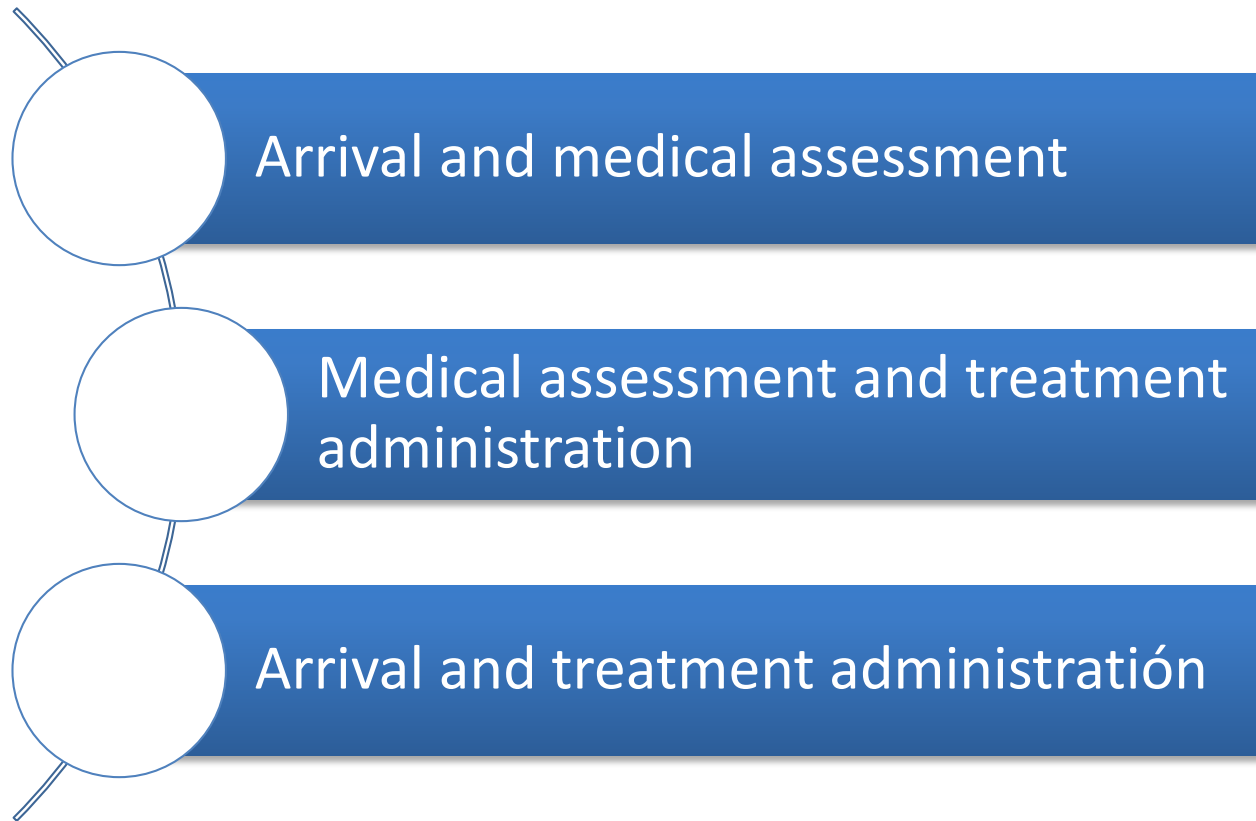 Arrival and medical assessment
Medical assessment and treatment
administration
Arrival and treatment administratión